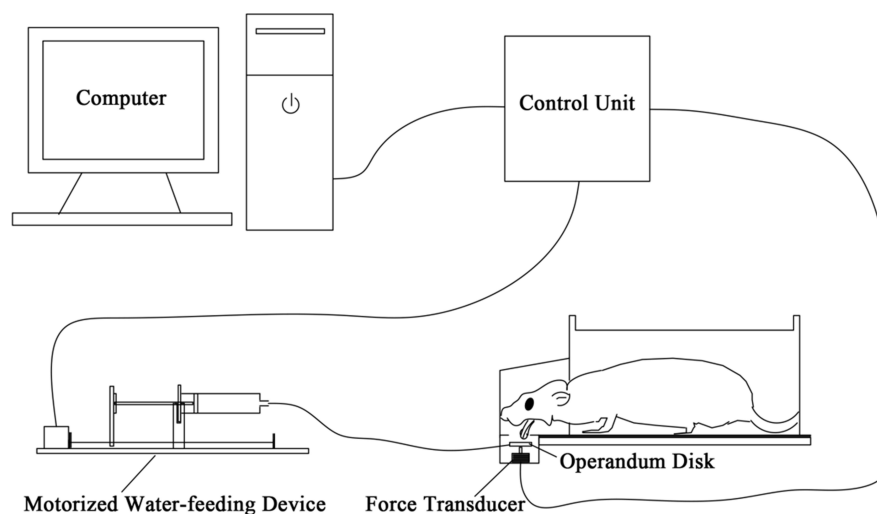 Computer
Control Unit
Operandum Disk
Motorized Water-feeding Device
Force Transducer